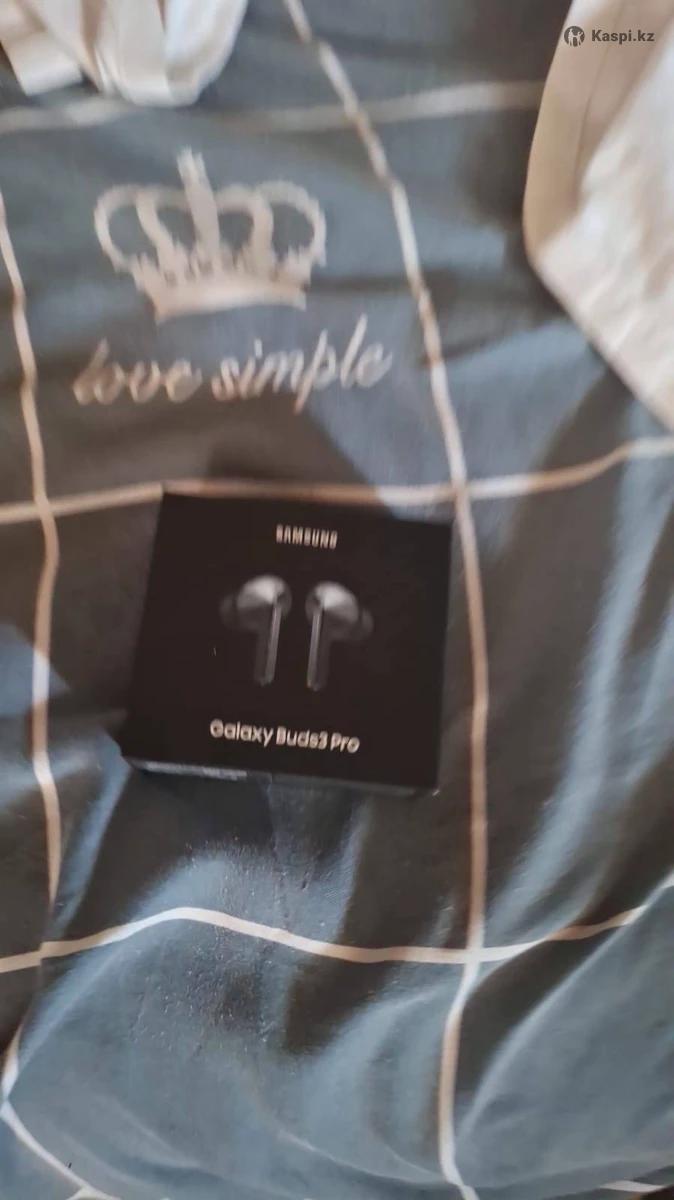 Kaspi.kz
love simple
SAMSUNG
Galaxy Buds3 Pro